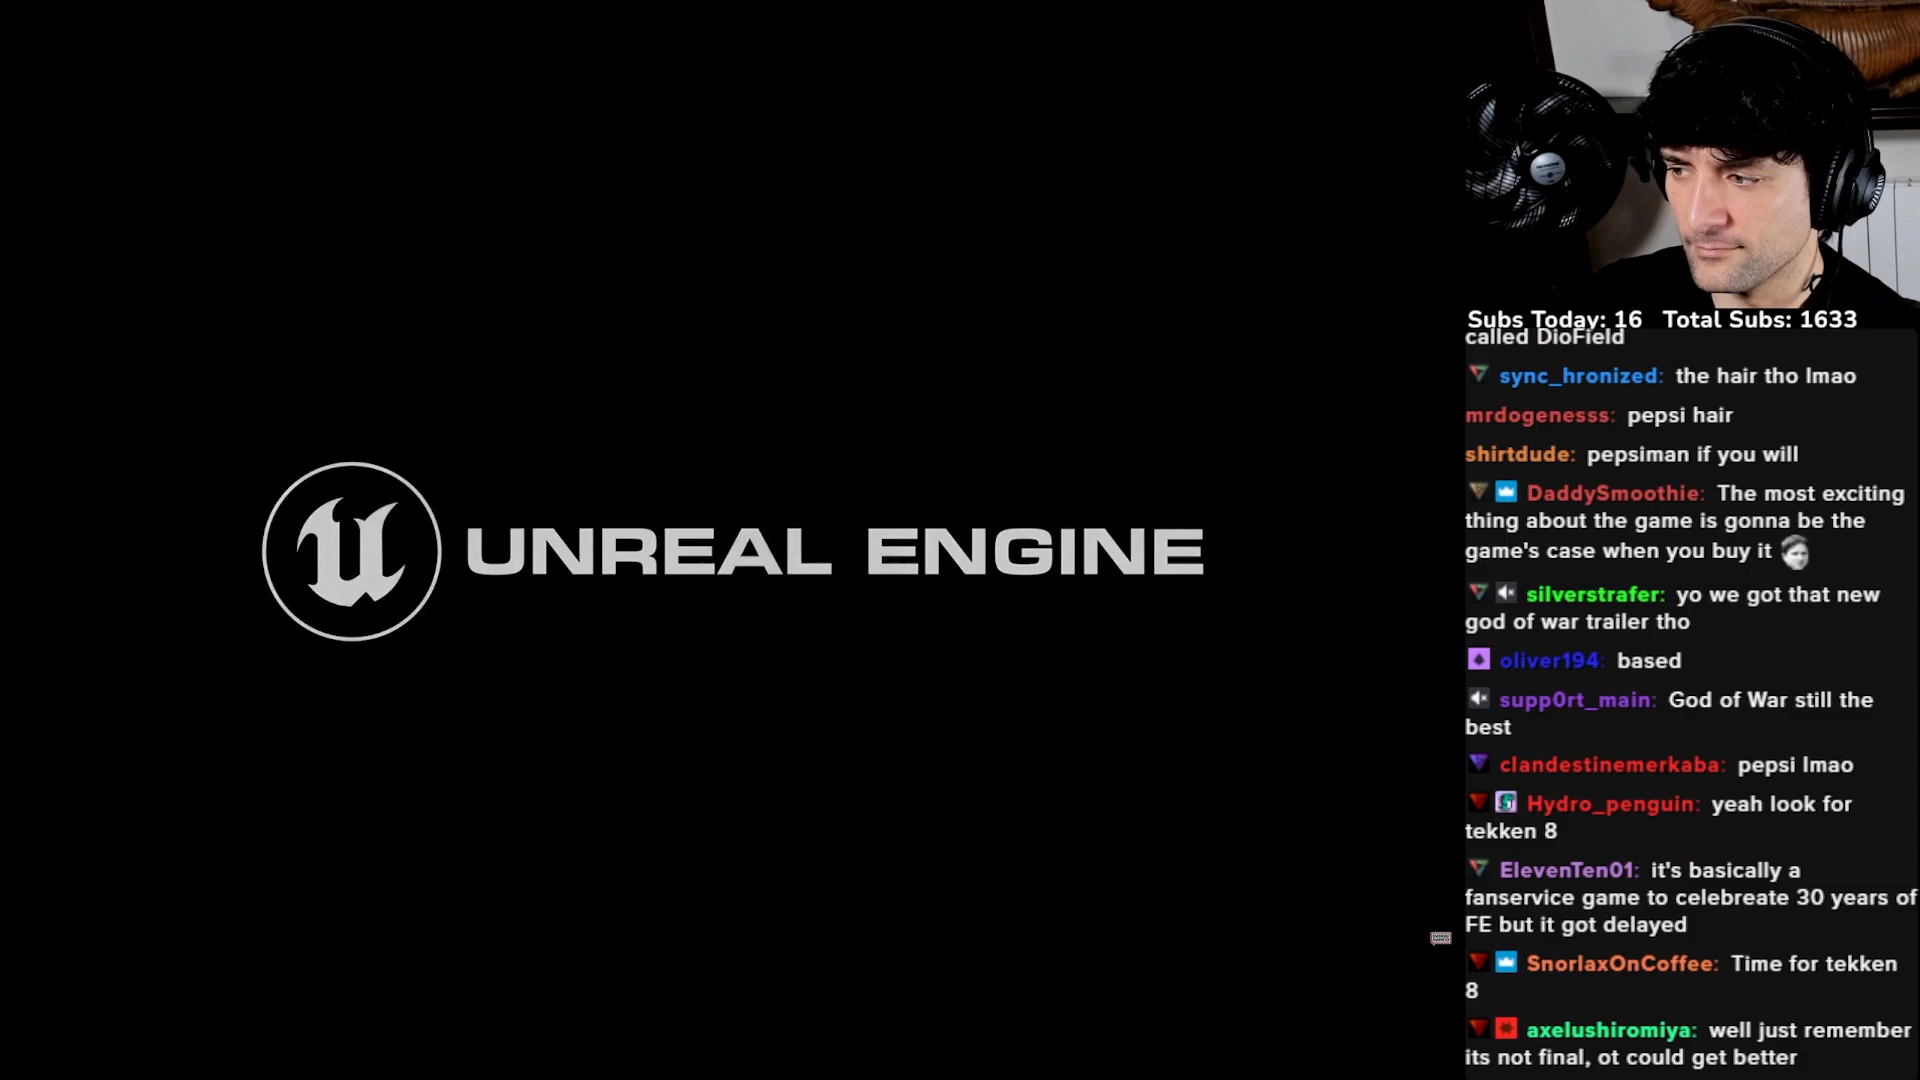 UNREAL ENGINE
Subs Today: 16 Total Subs: 1633
called DioField
sync_hronized: the hair tho lmao
mrdogenesss: pepsi hair
shirtdude: pepsiman if you will
DaddySmoothie: The most exciting
thing about the game is gonna be the
game's case when you buy it
silverstrafer: yo we got that new
god of war trailer tho
oliver194: based
supp0rt_main: God of War still the
best
clandestinemerkaba: pepsi lmao
Hydro_penguin: yeah look for
tekken 8
ElevenTen01: it's basically a
fanservice game to celebreate 30 years of
FE but it got delayed
SnorlaxOnCoffee: Time for tekken
8
axelushiromiya: well just remember
its not final, ot could get better